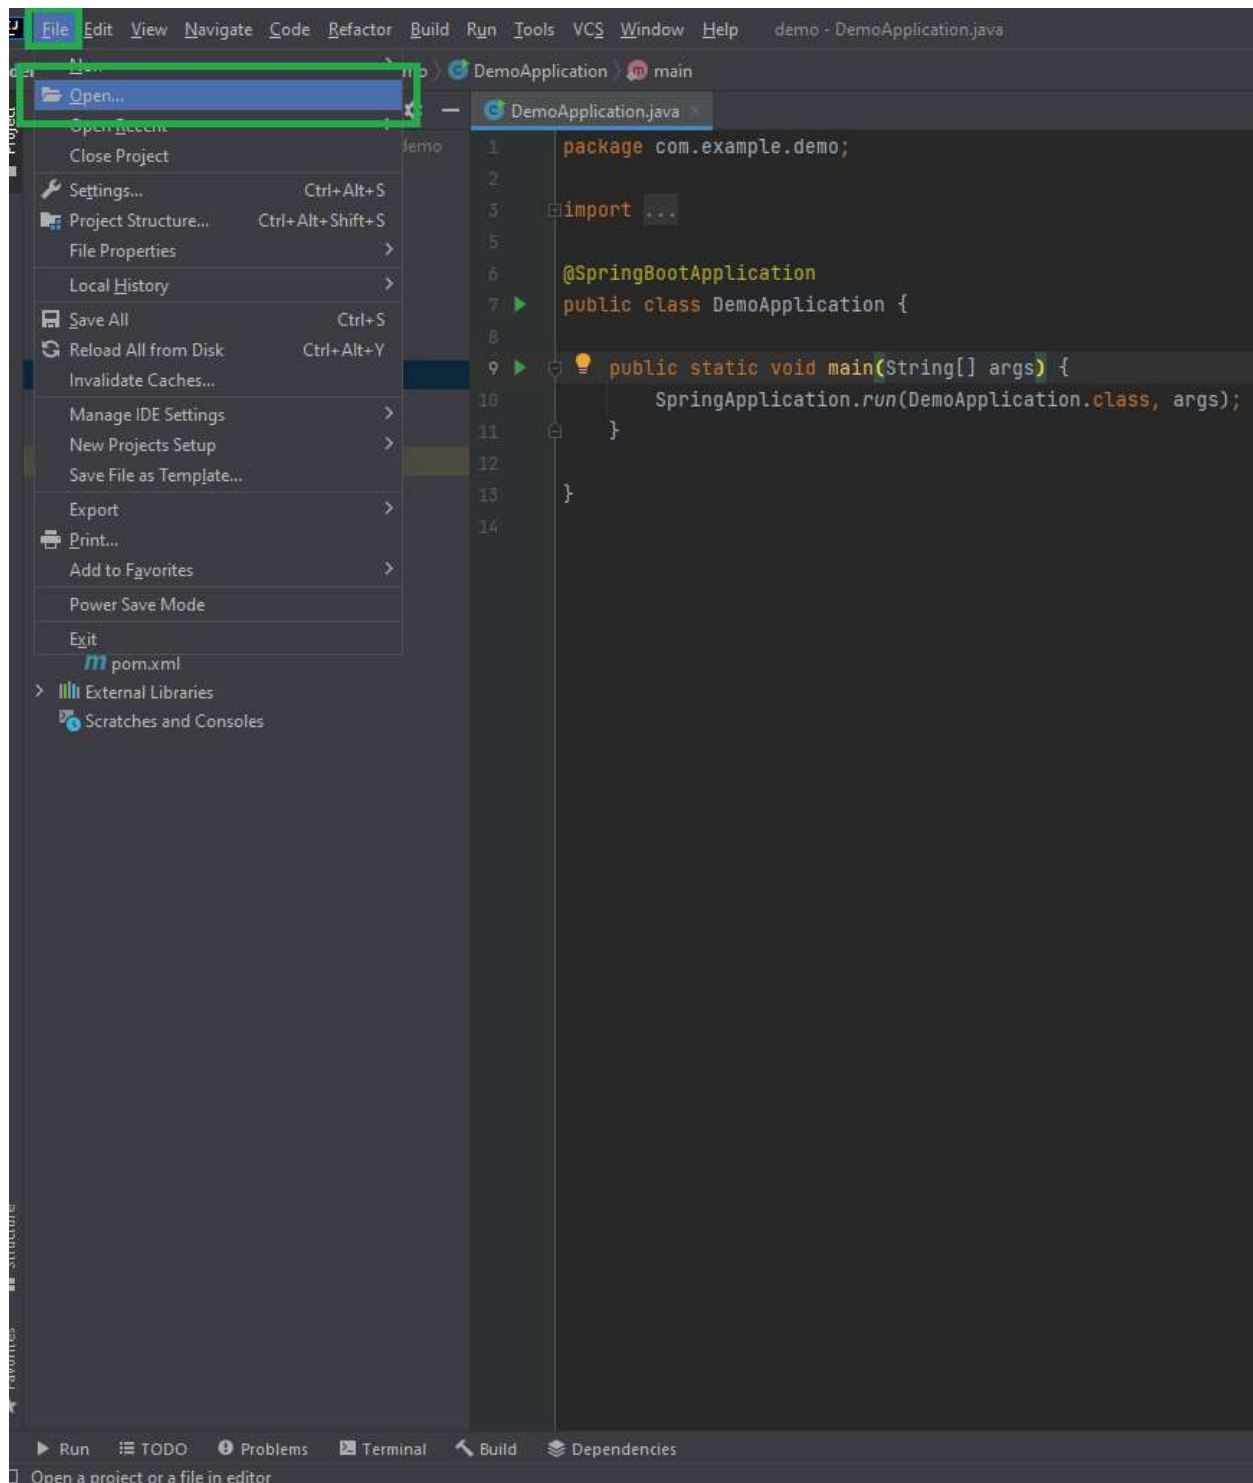 File Edit View Navigate Code Refactor Build Run Tools VCS Window Help demo - DemoApplication.java
DemoApplication main
Open...
DemoApplication.java
Open Recent
Close Project
demo
Settings... Ctrl+Alt+S
Project Structure... Ctrl+Alt+Shift+S
File Properties
Local History
Save All Ctrl+S
Reload All from Disk Ctrl+Alt+Y
Invalidate Caches...
Manage IDE Settings
New Projects Setup
Save File as Template...
Export
Print...
Add to Favorites
Power Save Mode
Exit
pom.xml
External Libraries
Scratches and Consoles
1 package com.example.demo;
2
3 import ...
5
6 @SpringBootApplication
7 public class DemoApplication {
8
9 public static void main(String[] args) {
10 SpringApplication.run(DemoApplication.class, args);
11 }
12
13 }
14
Project
Structure
Favorites
Run TODO Problems Terminal Build Dependencies
Open a project or a file in editor